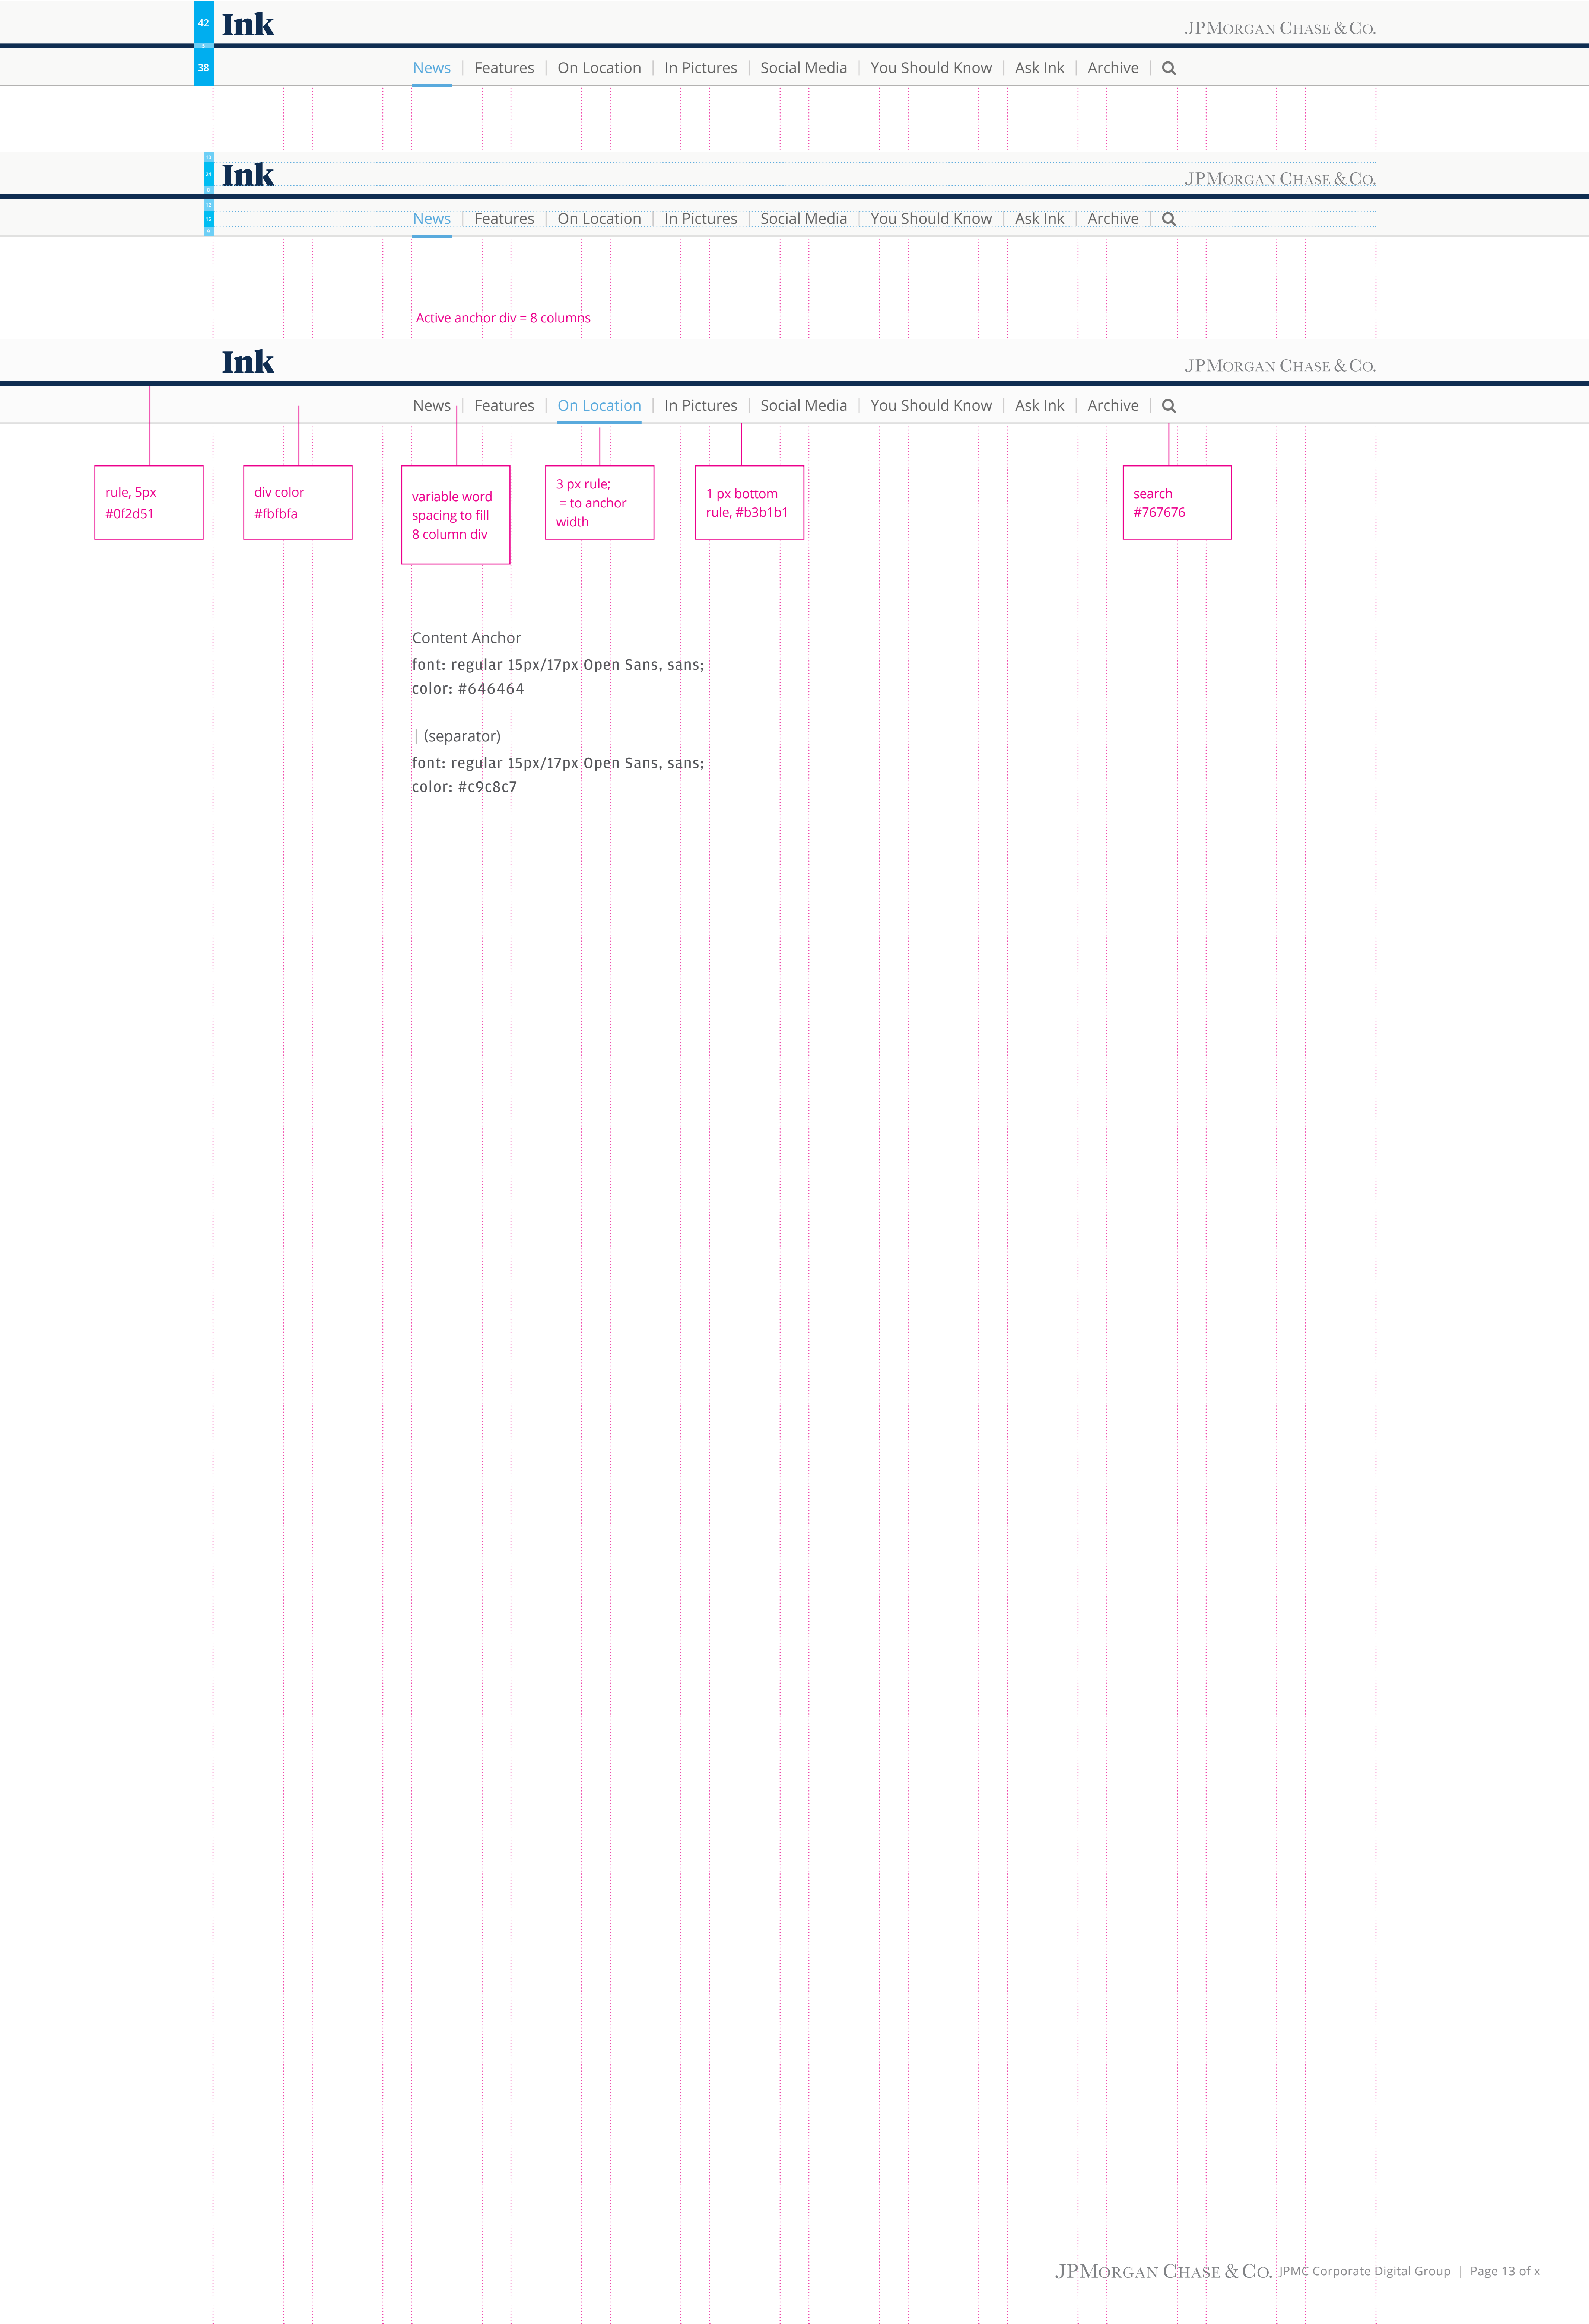 42
Ink
JPMORGAN CHASE & CO.
5
38
News | Features | On Location | In Pictures | Social Media | You Should Know | Ask Ink | Archive |
10
24
Ink
JPMORGAN CHASE & CO.
News | Features | On Location | In Pictures | Social Media | You Should Know | Ask Ink | Archive |
Active anchor div = 8 columns
Ink
JPMORGAN CHASE & CO.
News | Features | On Location | In Pictures | Social Media | You Should Know | Ask Ink | Archive |
rule, 5px
#0f2d51
div color
#fbfbfa
variable word
spacing to fill
8 column div
3 px rule;
= to anchor
width
1 px bottom
rule, #b3b1b1
search
#767676
Content Anchor
font: regular 15px/17px Open Sans, sans;
color: #646464
| (separator)
font: regular 15px/17px Open Sans, sans;
color: #c9c8c7
JPMORGAN CHASE & CO. JPMC Corporate Digital Group | Page 13 of x